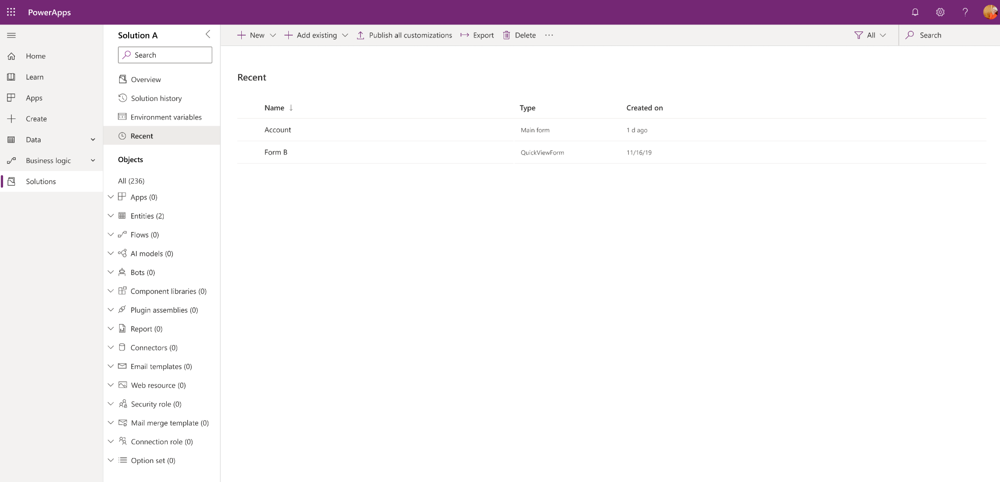 PowerApps
Home
Learn
Apps
Create
Data
Business logic
Solutions
Solution A
Search
Overview
Solution history
Environment variables
Recent
Objects
All (236)
Apps (0)
Entities (2)
Flows (0)
AI models (0)
Bots (0)
Component libraries (0)
Plugin assemblies (0)
Report (0)
Connectors (0)
Email templates (0)
Web resource (0)
Security role (0)
Mail merge template (0)
Connection role (0)
Option set (0)
New Add existing Publish all customizations Export Delete ··· All Search
Recent
Name ↓ Type Created on
Account Main form 1 d ago
Form B QuickViewForm 11/16/19